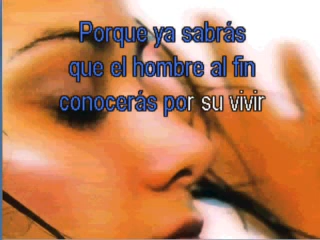 Porque ya sabrás
que el hombre al fin
conocerás por su vivir